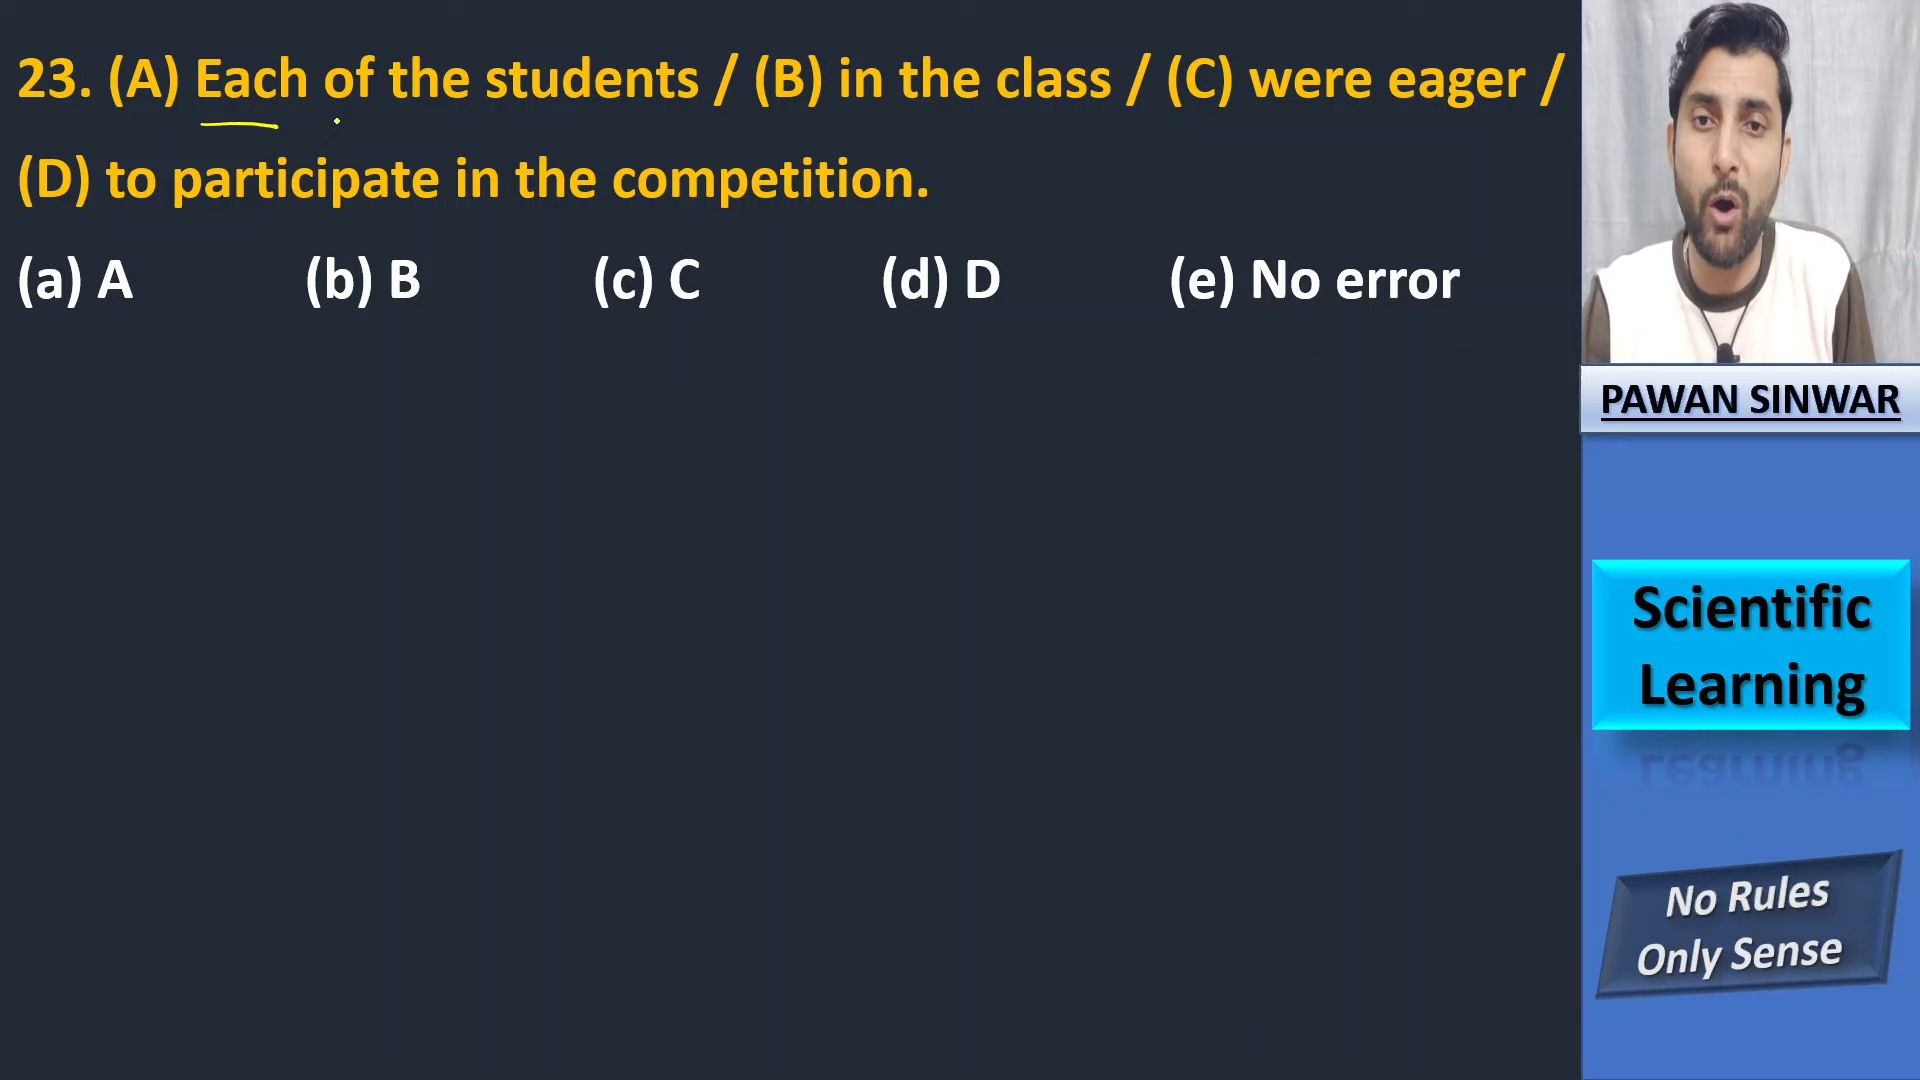 23. (A) Each of the students / (B) in the class / (C) were eager /
(D) to participate in the competition.
(a) A (b) B (c) C (d) D (e) No error
PAWAN SINWAR
Scientific
Learning
No Rules
Only Sense